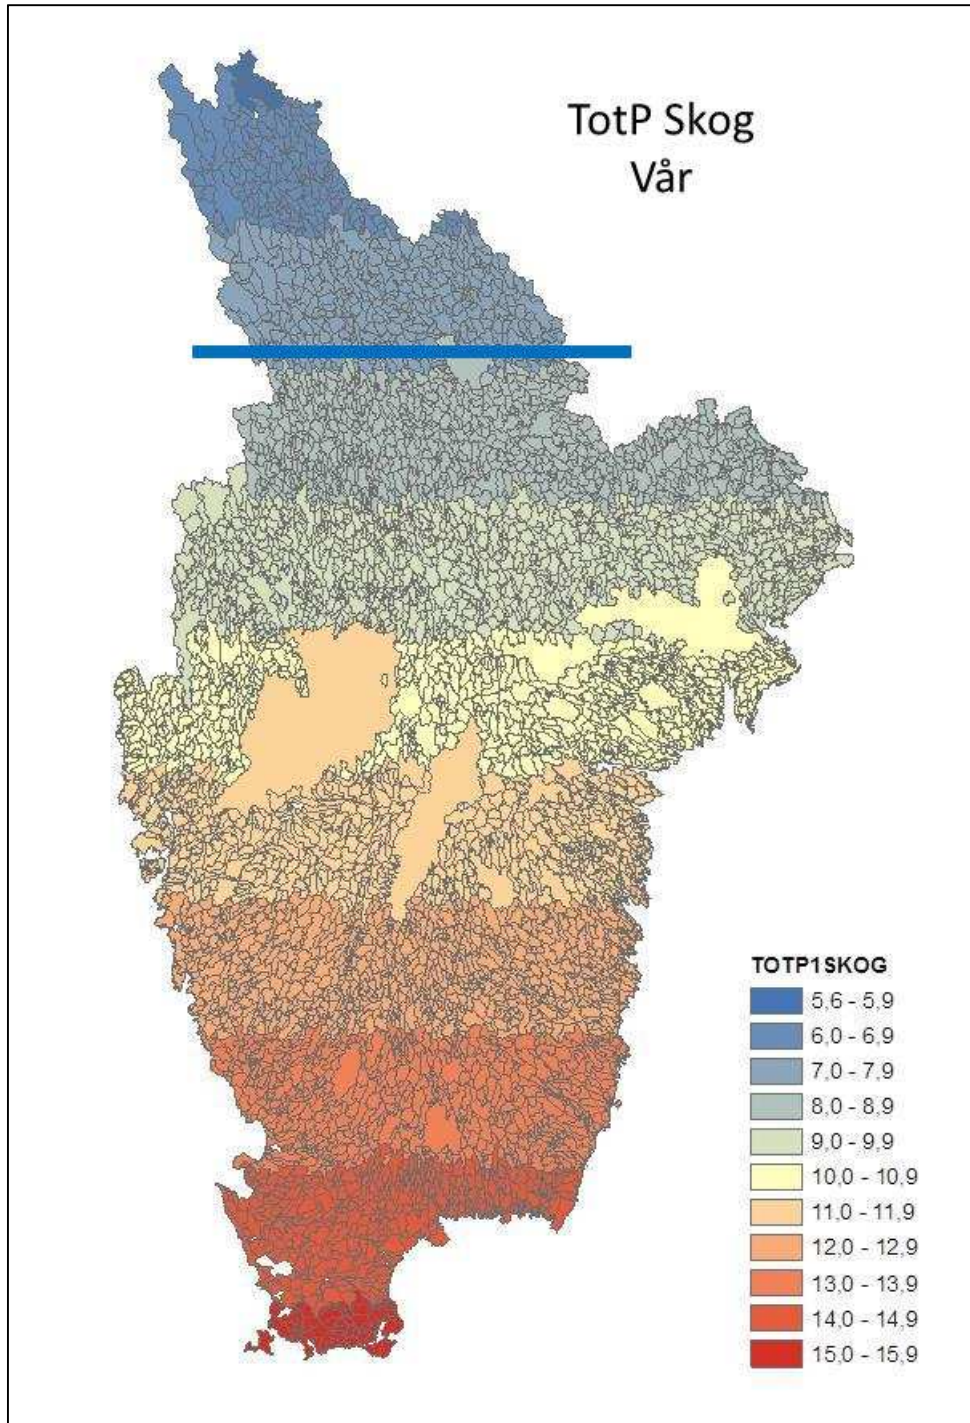 TotP Skog
Vår
TOTP1SKOG
5,6 - 5,9
6,0 - 6,9
7,0 - 7,9
8,0 - 8,9
9,0 - 9,9
10,0 - 10,9
11,0 - 11,9
12,0 - 12,9
13,0 - 13,9
14,0 - 14,9
15,0 - 15,9